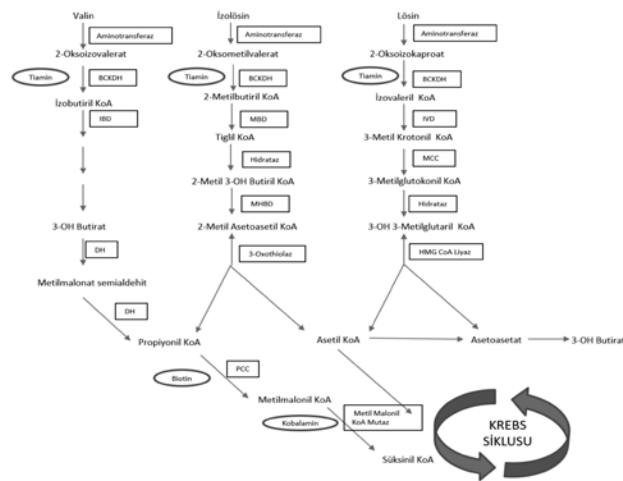 Valin
İzolösin
Lösin
Aminotransferaz
Aminotransferaz
Aminotransferaz
2-Oksoizovalerat
2-Oksometilvalerat
2-Oksoizokaproat
Tiamin
BCKDH
Tiamin
BCKDH
Tiamin
BCKDH
İzobutiril KoA
2-Metilbutiril KoA
İzovaleril KoA
IBD
MBD
IVD
Tiglil KoA
3-Metil Krotonil KoA
Hidrataz
MCC
2-Metil 3-OH Butiril KoA
3-Metilglutokonil KoA
MHBD
Hidrataz
3-OH Butirat
2-Metil Asetoasetil KoA
3-OH 3-Metilglutaril KoA
DH
3-Oxothiolaz
HMG CoA Liyaz
Metilmalonat semialdehit
DH
Propiyonil KoA
Asetil KoA
Asetoasetat
3-OH Butirat
Biotin
PCC
Metilmalonil KoA
Kobalamin
Metil Malonil
KoA Mutaz
KREBS
SİKLUSU
Süksinil KoA